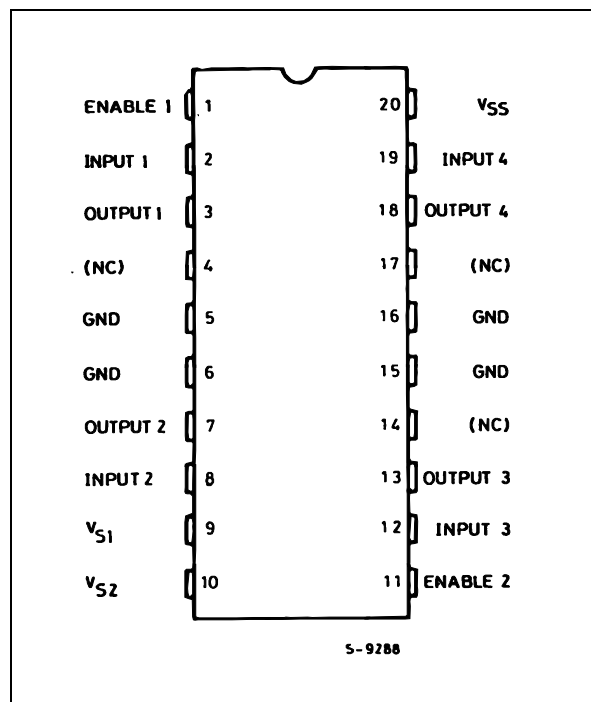 ENABLE 1 1 20 VSS
INPUT 1 2 19 INPUT 4
OUTPUT 1 3 18 OUTPUT 4
(NC) 4 17 (NC)
GND 5 16 GND
GND 6 15 GND
OUTPUT 2 7 14 (NC)
INPUT 2 8 13 OUTPUT 3
VS1 9 12 INPUT 3
VS2 10 11 ENABLE 2
S-9288